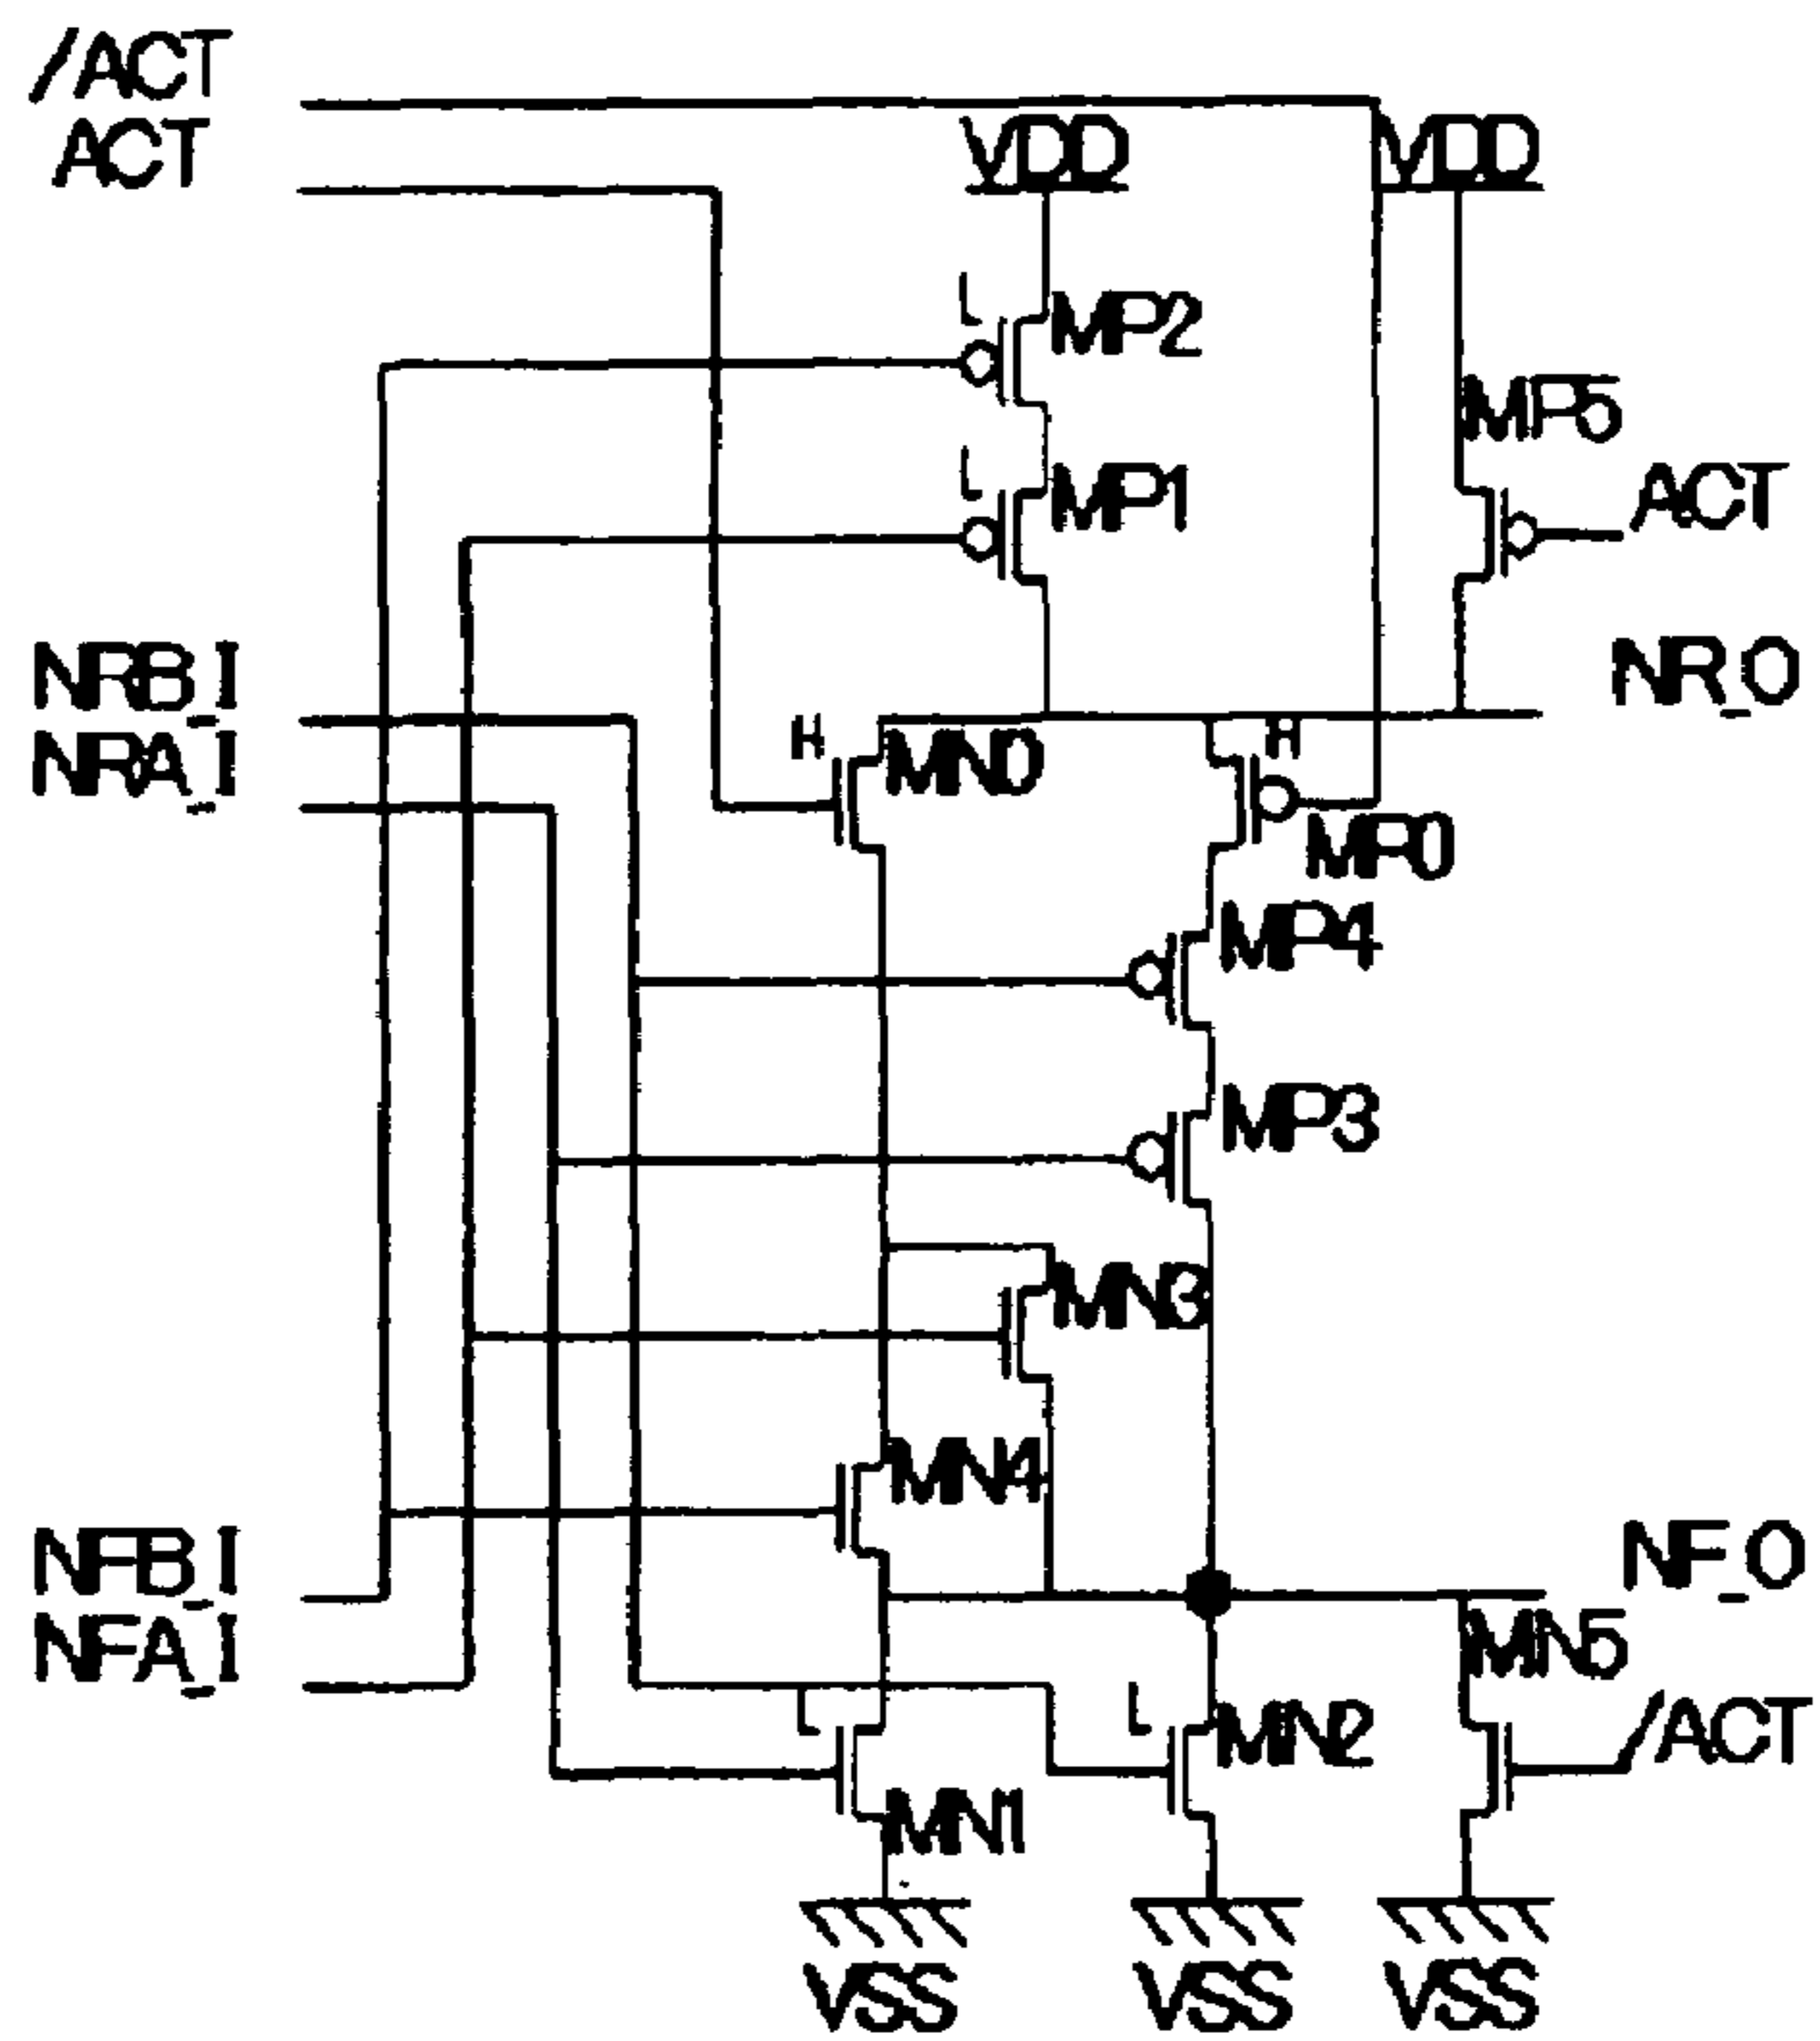 /ACT
ACT
VDD
VDD
L
MP2
MP5
L
MP1
ACT
NRB_I
NR_O
NRA_I
H
MN0
MP0
MP4
MP3
MN3
MN4
NFB_I
NF_O
NFA_I
MN5
L
L
MN2
/ACT
MN1
VSS
VSS
VSS